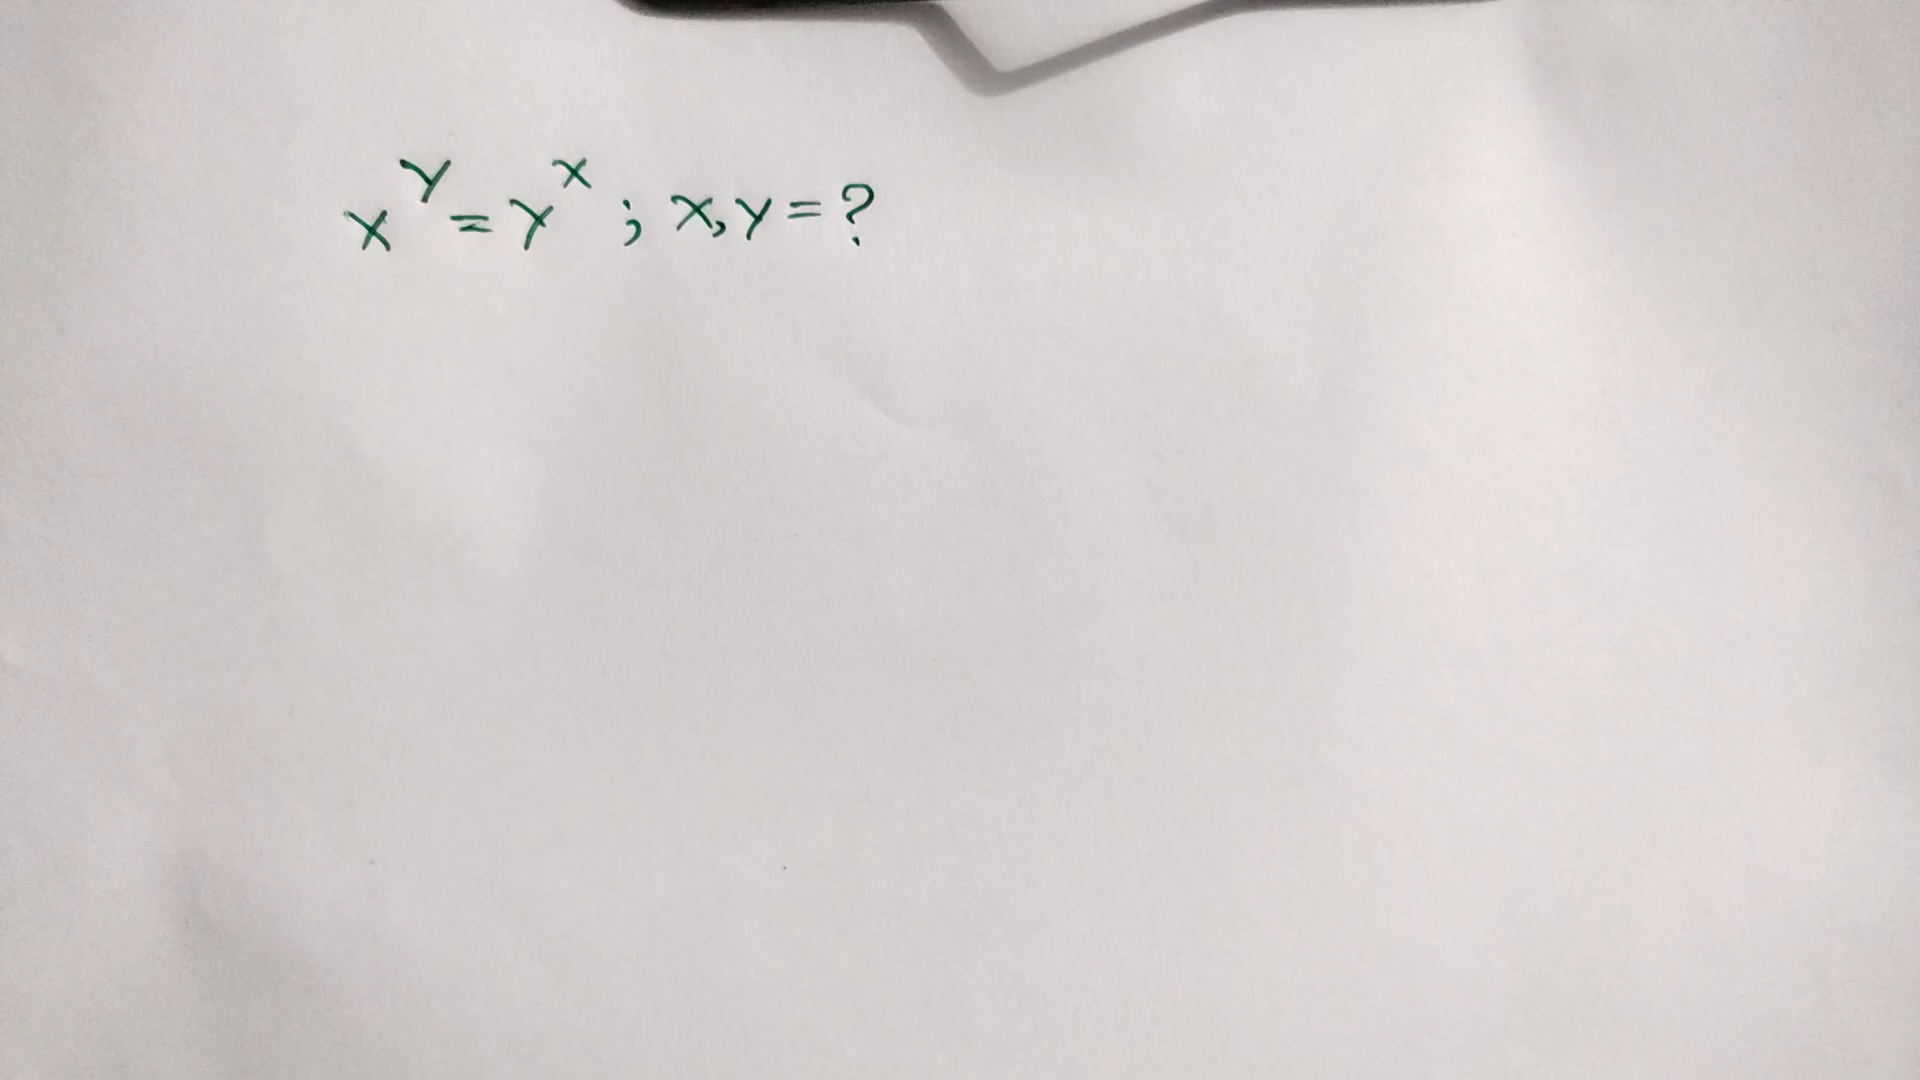 x^y = y^x ; x, y = ?